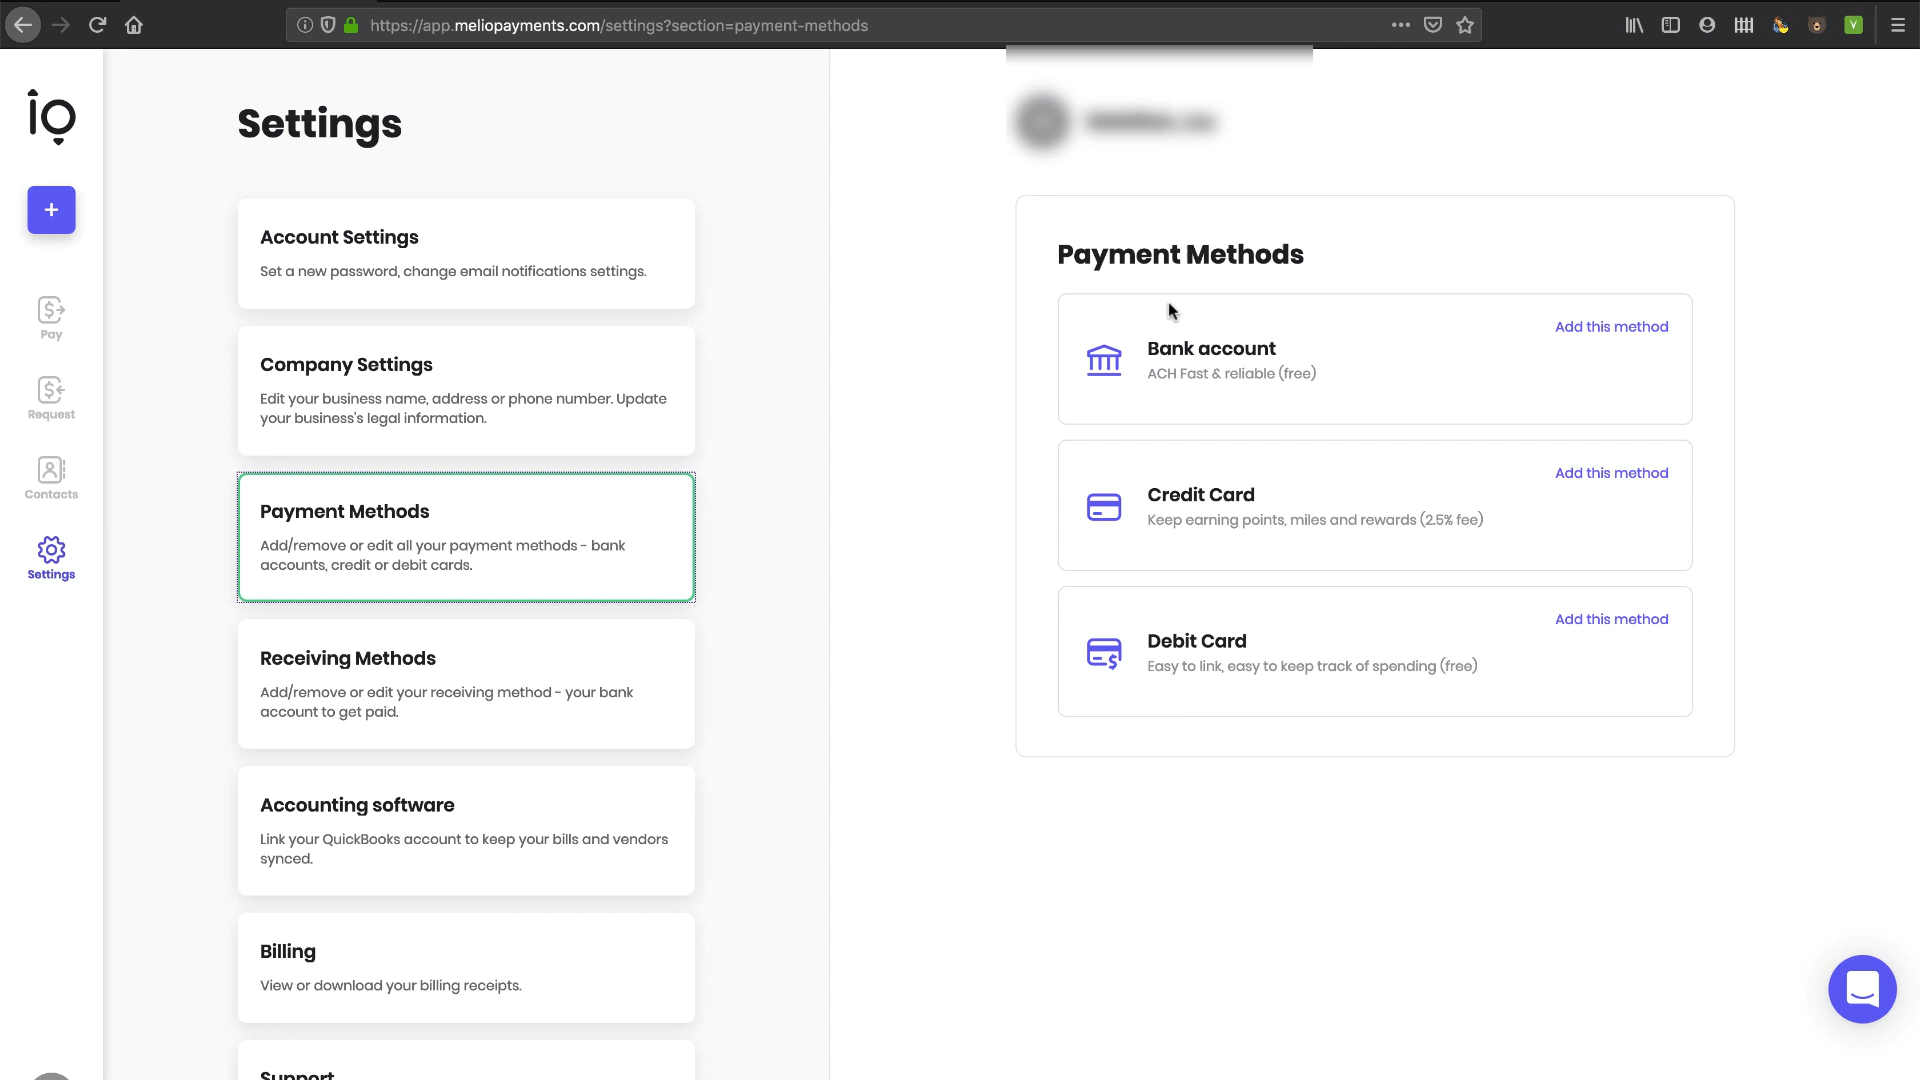 https://app.meliopayments.com/settings?section=payment-methods
io
+
Pay
Request
Contacts
Settings
Settings
Account Settings
Set a new password, change email notifications settings.
Company Settings
Edit your business name, address or phone number. Update
your business's legal information.
Payment Methods
Add/remove or edit all your payment methods - bank
accounts, credit or debit cards.
Receiving Methods
Add/remove or edit your receiving method - your bank
account to get paid.
Accounting software
Link your QuickBooks account to keep your bills and vendors
synced.
Billing
View or download your billing receipts.
Support
Payment Methods
Add this method
Bank account
ACH Fast & reliable (free)
Add this method
Credit Card
Keep earning points, miles and rewards (2.5% fee)
Add this method
Debit Card
Easy to link, easy to keep track of spending (free)